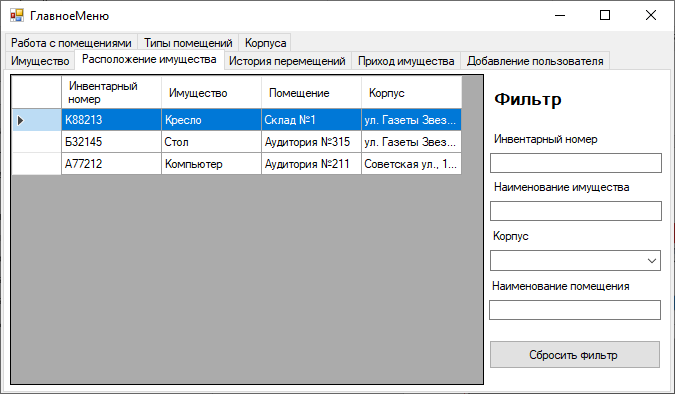 ГлавноеМеню
Работа с помещениями Типы помещений Корпуса
Имущество Расположение имущества История перемещений Приход имущества Добавление пользователя
Инвентарный номер Имущество Помещение Корпус
К88213 Кресло Склад №1 ул. Газеты Звез...
Б32145 Стол Аудитория №315 ул. Газеты Звез...
А77212 Компьютер Аудитория №211 Советская ул., 1...
Фильтр
Инвентарный номер
Наименование имущества
Корпус
Наименование помещения
Сбросить фильтр